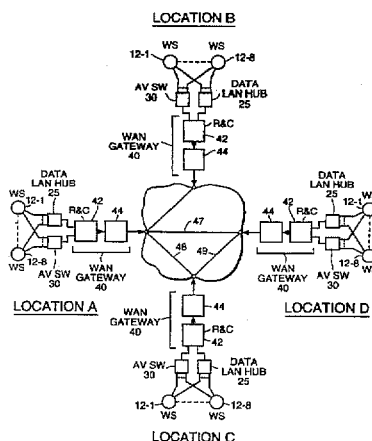 LOCATION B
WS WS
12-1 12-8
AV SW
30
DATA
LAN HUB
25
WAN
GATEWAY
40
R&C
42
44
DATA
LAN HUB
25
12-1
WS
R&C
42
44
WS
12-8
AV SW
30
WAN
GATEWAY
40
LOCATION A
47
48
49
DATA
LAN HUB
25
12-1
WS
44
42
R&C
WS
12-8
AV SW
30
WAN
GATEWAY
40
LOCATION D
WAN
GATEWAY
40
44
R&C
42
AV SW
30
DATA
LAN HUB
25
12-1 12-8
WS WS
LOCATION C